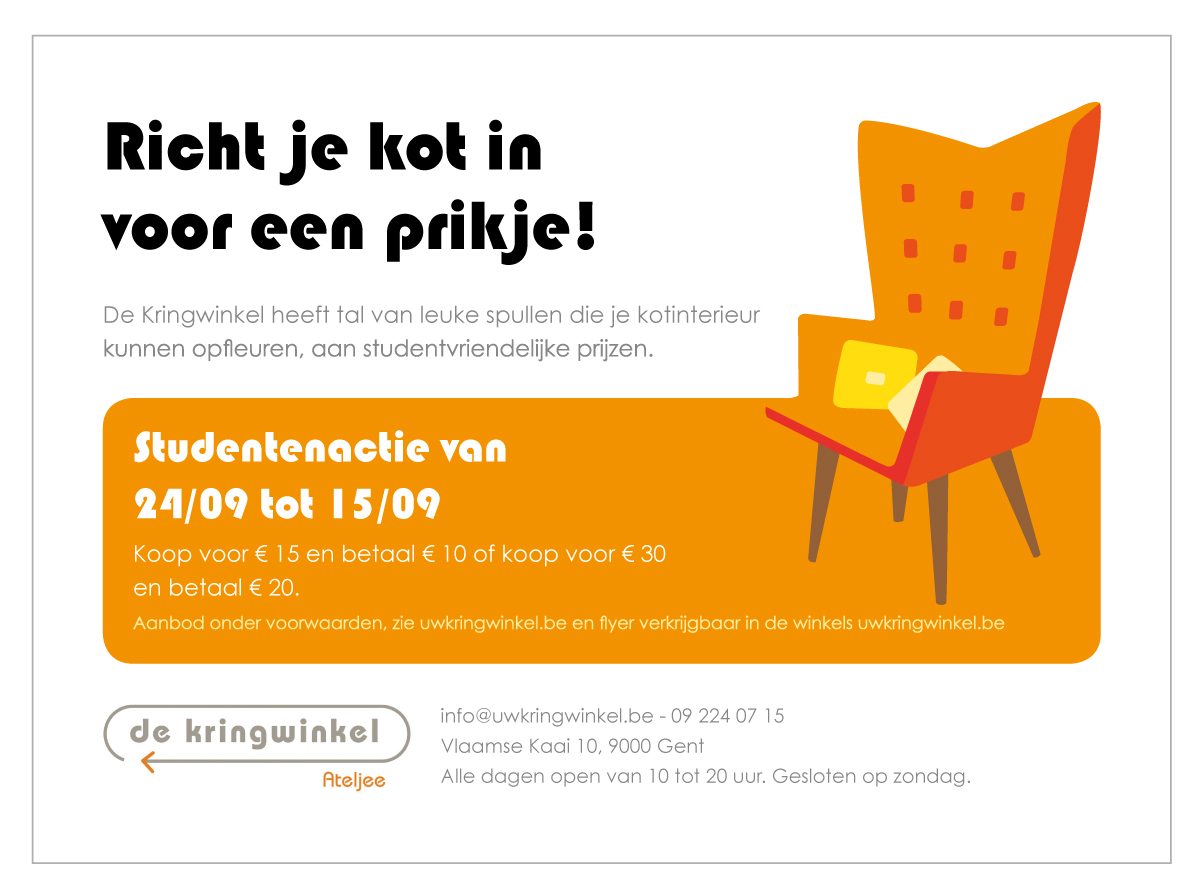 Richt je kot in
voor een prikje!
De Kringwinkel heeft tal van leuke spullen die je kotinterieur
kunnen opfleuren, aan studentvriendelijke prijzen.
Studentenactie van
24/09 tot 15/09
Koop voor € 15 en betaal € 10 of koop voor € 30
en betaal € 20.
Aanbod onder voorwaarden, zie uwkringwinkel.be en flyer verkrijgbaar in de winkels uwkringwinkel.be
de kringwinkel
Ateljee
info@uwkringwinkel.be - 09 224 07 15
Vlaamse Kaai 10, 9000 Gent
Alle dagen open van 10 tot 20 uur. Gesloten op zondag.